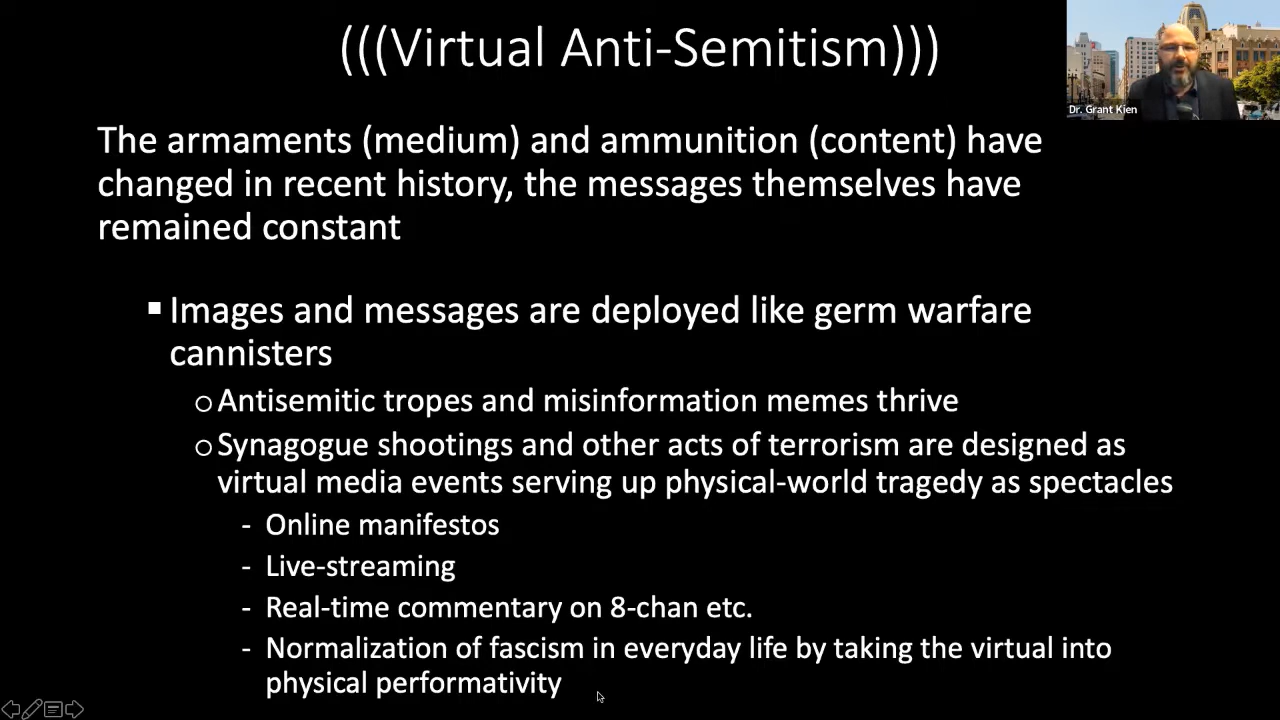 (((Virtual Anti-Semitism)))
Dr. Grant Kien
The armaments (medium) and ammunition (content) have
changed in recent history, the messages themselves have
remained constant
▪ Images and messages are deployed like germ warfare
cannisters
o Antisemitic tropes and misinformation memes thrive
o Synagogue shootings and other acts of terrorism are designed as
virtual media events serving up physical-world tragedy as spectacles
- Online manifestos
- Live-streaming
- Real-time commentary on 8-chan etc.
- Normalization of fascism in everyday life by taking the virtual into
physical performativity